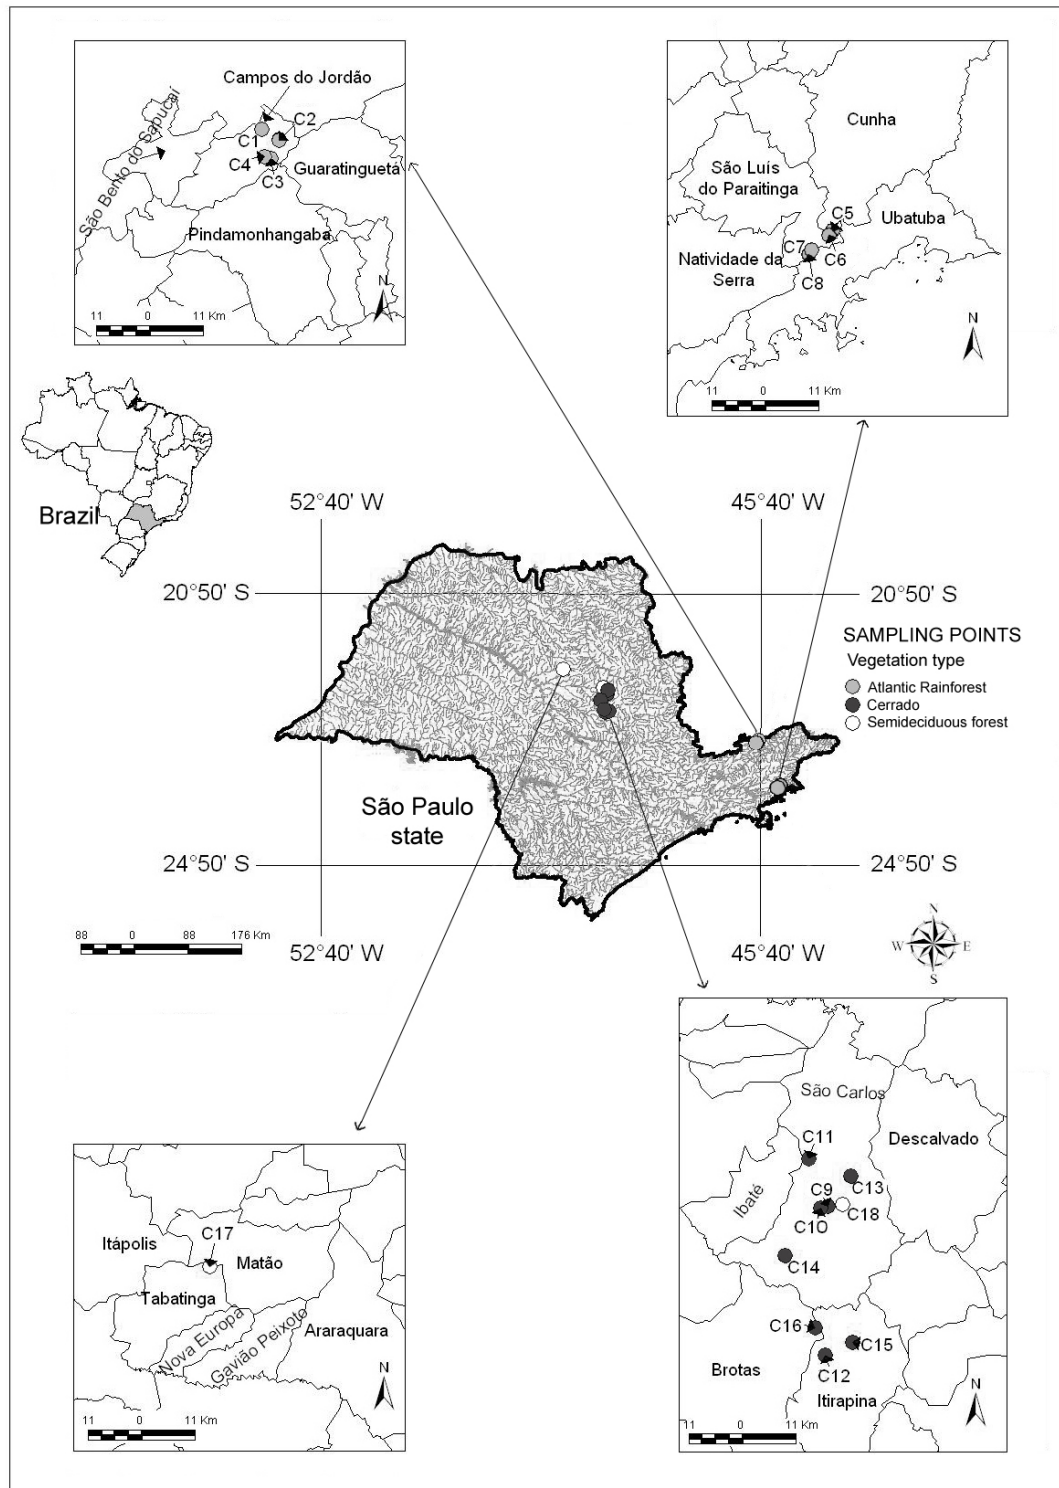 Campos do Jordão
C2
C1
C4
C3
Guaratinguetá
São Bento do Sapucaí
Pindamonhangaba
N
11 0 11 Km
Cunha
São Luís
do Paraitinga
C5
Ubatuba
C7
C6
Natividade da
Serra
C8
N
11 0 11 Km
Brazil
52°40' W
45°40' W
20°50' S
20°50' S
SAMPLING POINTS
Vegetation type
Atlantic Rainforest
Cerrado
Semideciduous forest
São Paulo
state
24°50' S
24°50' S
88 0 88 176 Km
52°40' W
45°40' W
N
W E
S
C17
Itápolis
Matão
Tabatinga
Nova Europa
Gavião Peixoto
Araraquara
N
11 0 11 Km
São Carlos
C11
Descalvado
Ibaté
C13
C9
C10
C18
C14
C16
C15
Brotas
C12
Itirapina
N
11 0 11 Km